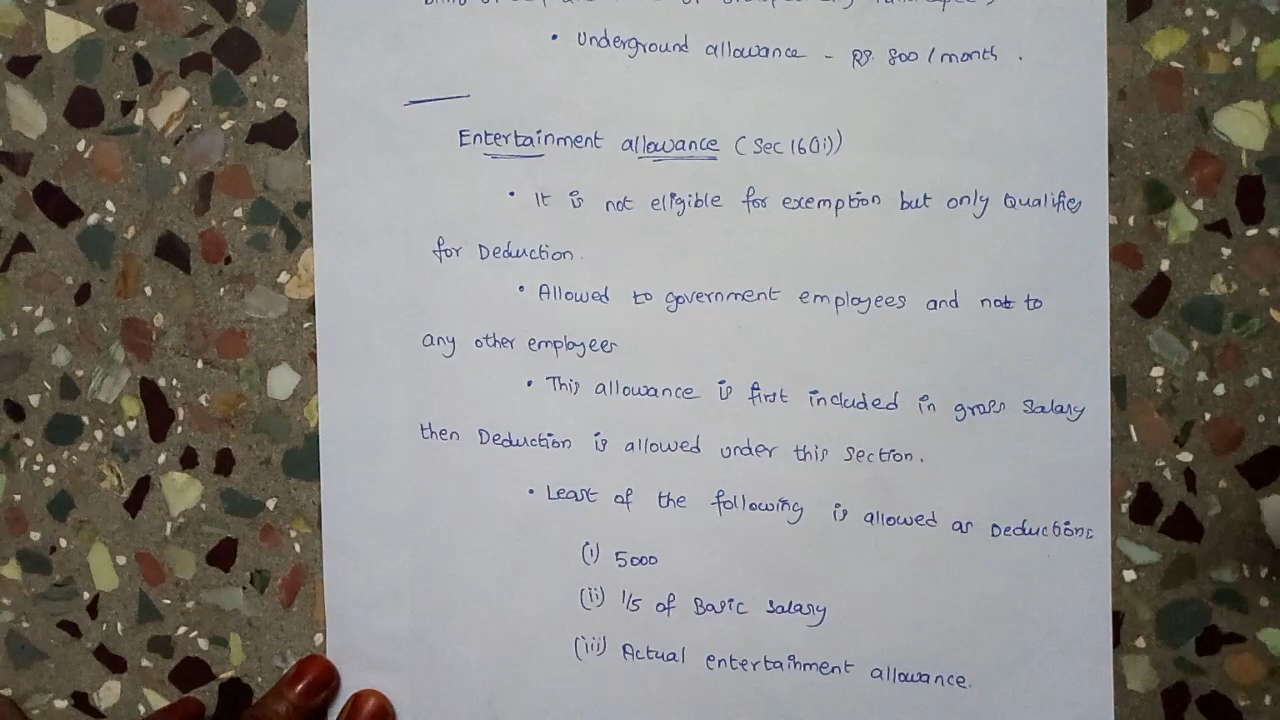 • Underground allowance - Rs. 800 / month .
Entertainment allowance (Sec 16(ii))
• It is not eligible for exemption but only Qualifies
for Deduction.
• Allowed to government employees and not to
any other employees
• This allowance is first included in gross Salary
then Deduction is allowed under this section.
• Least of the following is allowed as Deductions
(i) 5000
(ii) 1/5 of Basic Salary
(iii) Actual entertainment allowance.